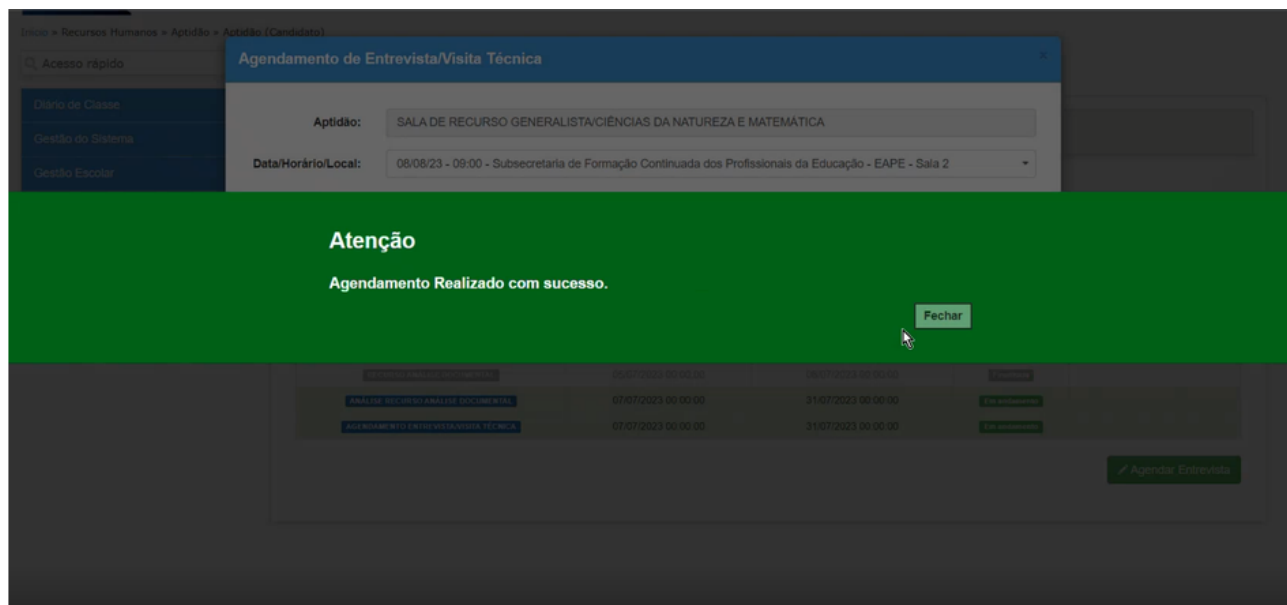 Início » Recursos Humanos » Aptidão » Aptidão (Candidato)
Acesso rápido
Agendamento de Entrevista/Visita Técnica
×
Diário de Classe
Gestão do Sistema
Gestão Escolar
Aptidão: SALA DE RECURSO GENERALISTA/CIÊNCIAS DA NATUREZA E MATEMÁTICA
Data/Horário/Local: 08/08/23 - 09:00 - Subsecretaria de Formação Continuada dos Profissionais da Educação - EAPE - Sala 2
Atenção
Agendamento Realizado com sucesso.
Fechar
ANÁLISE RECURSO ANÁLISE DOCUMENTAL 07/07/2023 00:00:00 31/07/2023 00:00:00 Em andamento
AGENDAMENTO ENTREVISTA/VISITA TÉCNICA 07/07/2023 00:00:00 31/07/2023 00:00:00 Em andamento
Agendar Entrevista